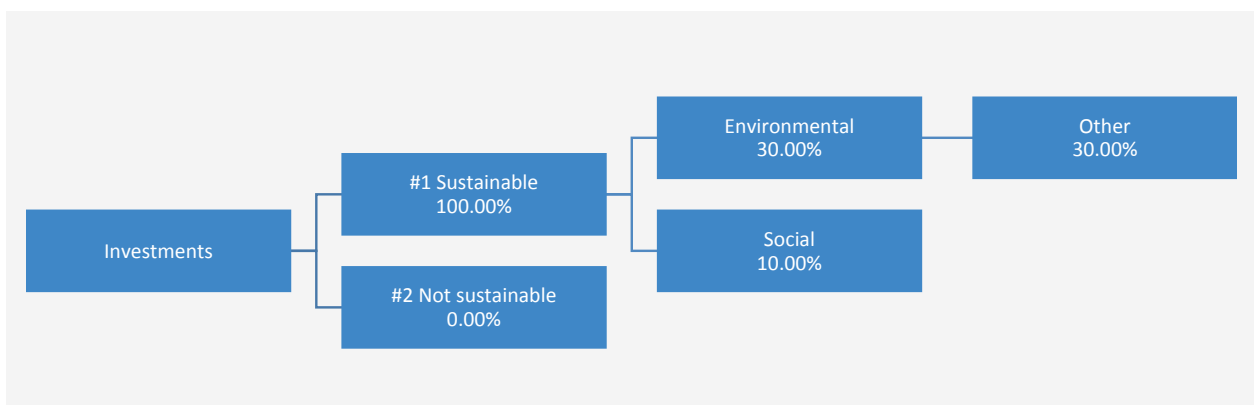 Investments
#1 Sustainable
100.00%
#2 Not sustainable
0.00%
Environmental
30.00%
Social
10.00%
Other
30.00%